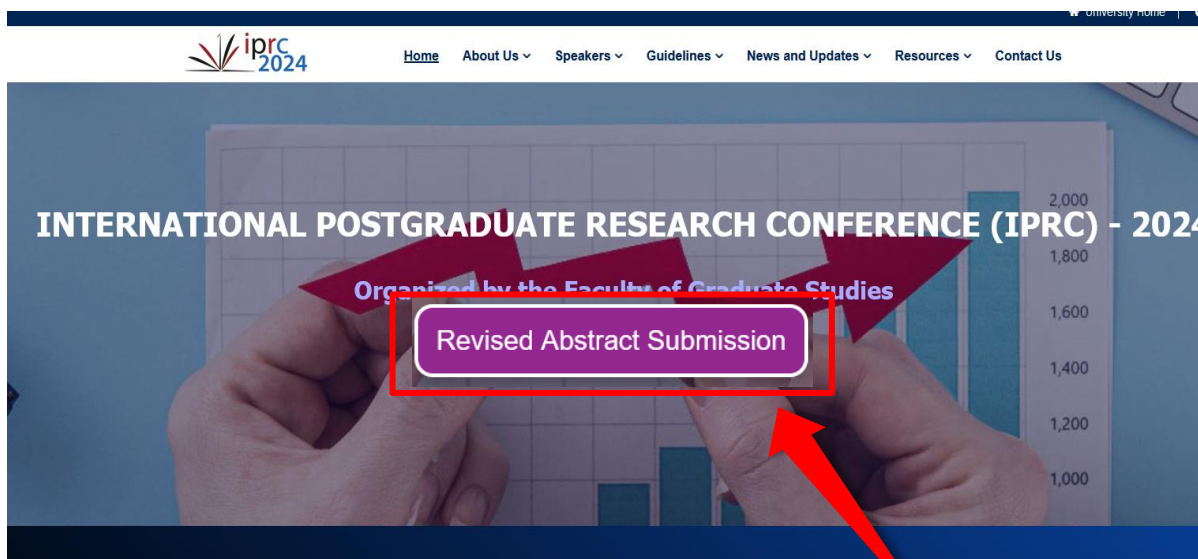 University Home
iprc
2024
Home About Us Speakers Guidelines News and Updates Resources Contact Us
INTERNATIONAL POSTGRADUATE RESEARCH CONFERENCE (IPRC) - 2024
Organized by the Faculty of Graduate Studies
Revised Abstract Submission
2,000
1,800
1,600
1,400
1,200
1,000